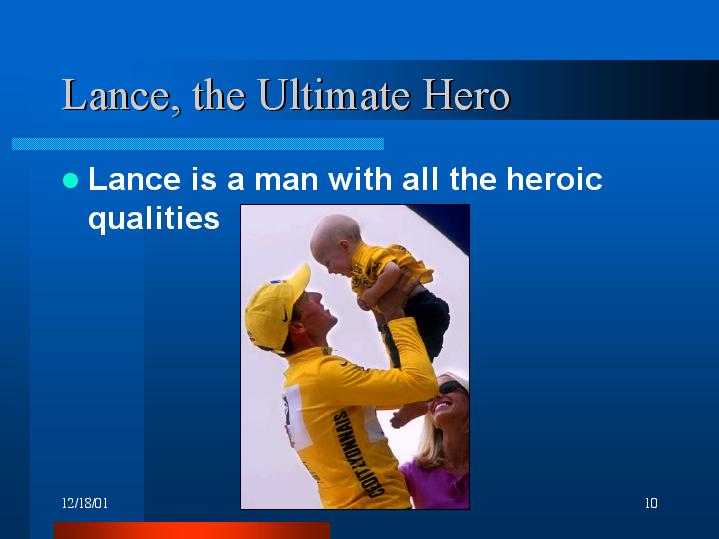 Lance, the Ultimate Hero
Lance is a man with all the heroic
qualities
12/18/01
10